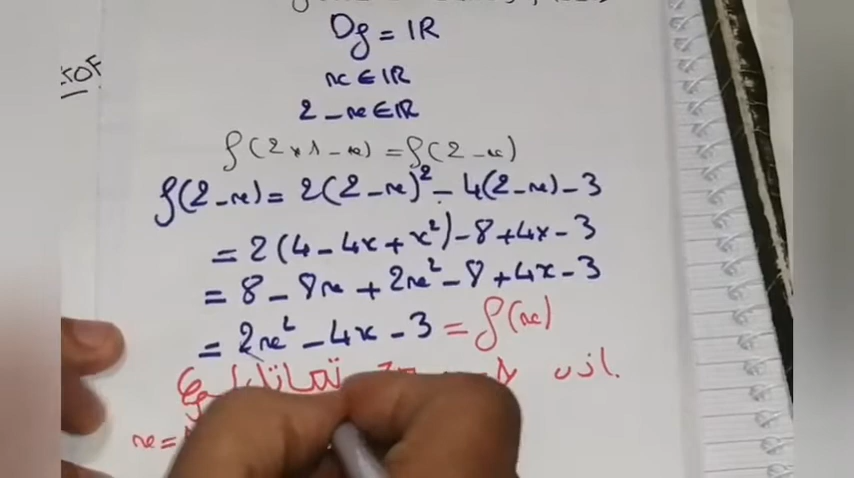 Df = IR
x ∈ IR
2 - x ∈ IR
f(2×1 - x) = f(2 - x)
f(2 - x) = 2(2 - x)² - 4(2 - x) - 3
= 2(4 - 4x + x²) - 8 + 4x - 3
= 8 - 8x + 2x² - 8 + 4x - 3
= 2x² - 4x - 3 = f(x)
إذن
x =